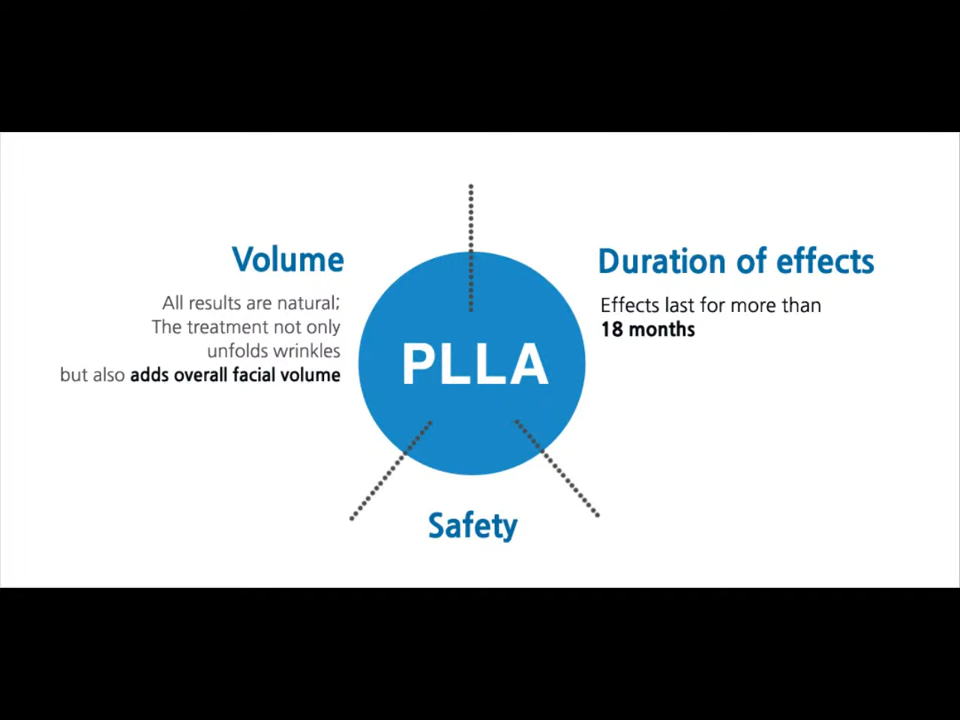 Volume
All results are natural;
The treatment not only
unfolds wrinkles
but also adds overall facial volume
PLLA
Duration of effects
Effects last for more than
18 months
Safety